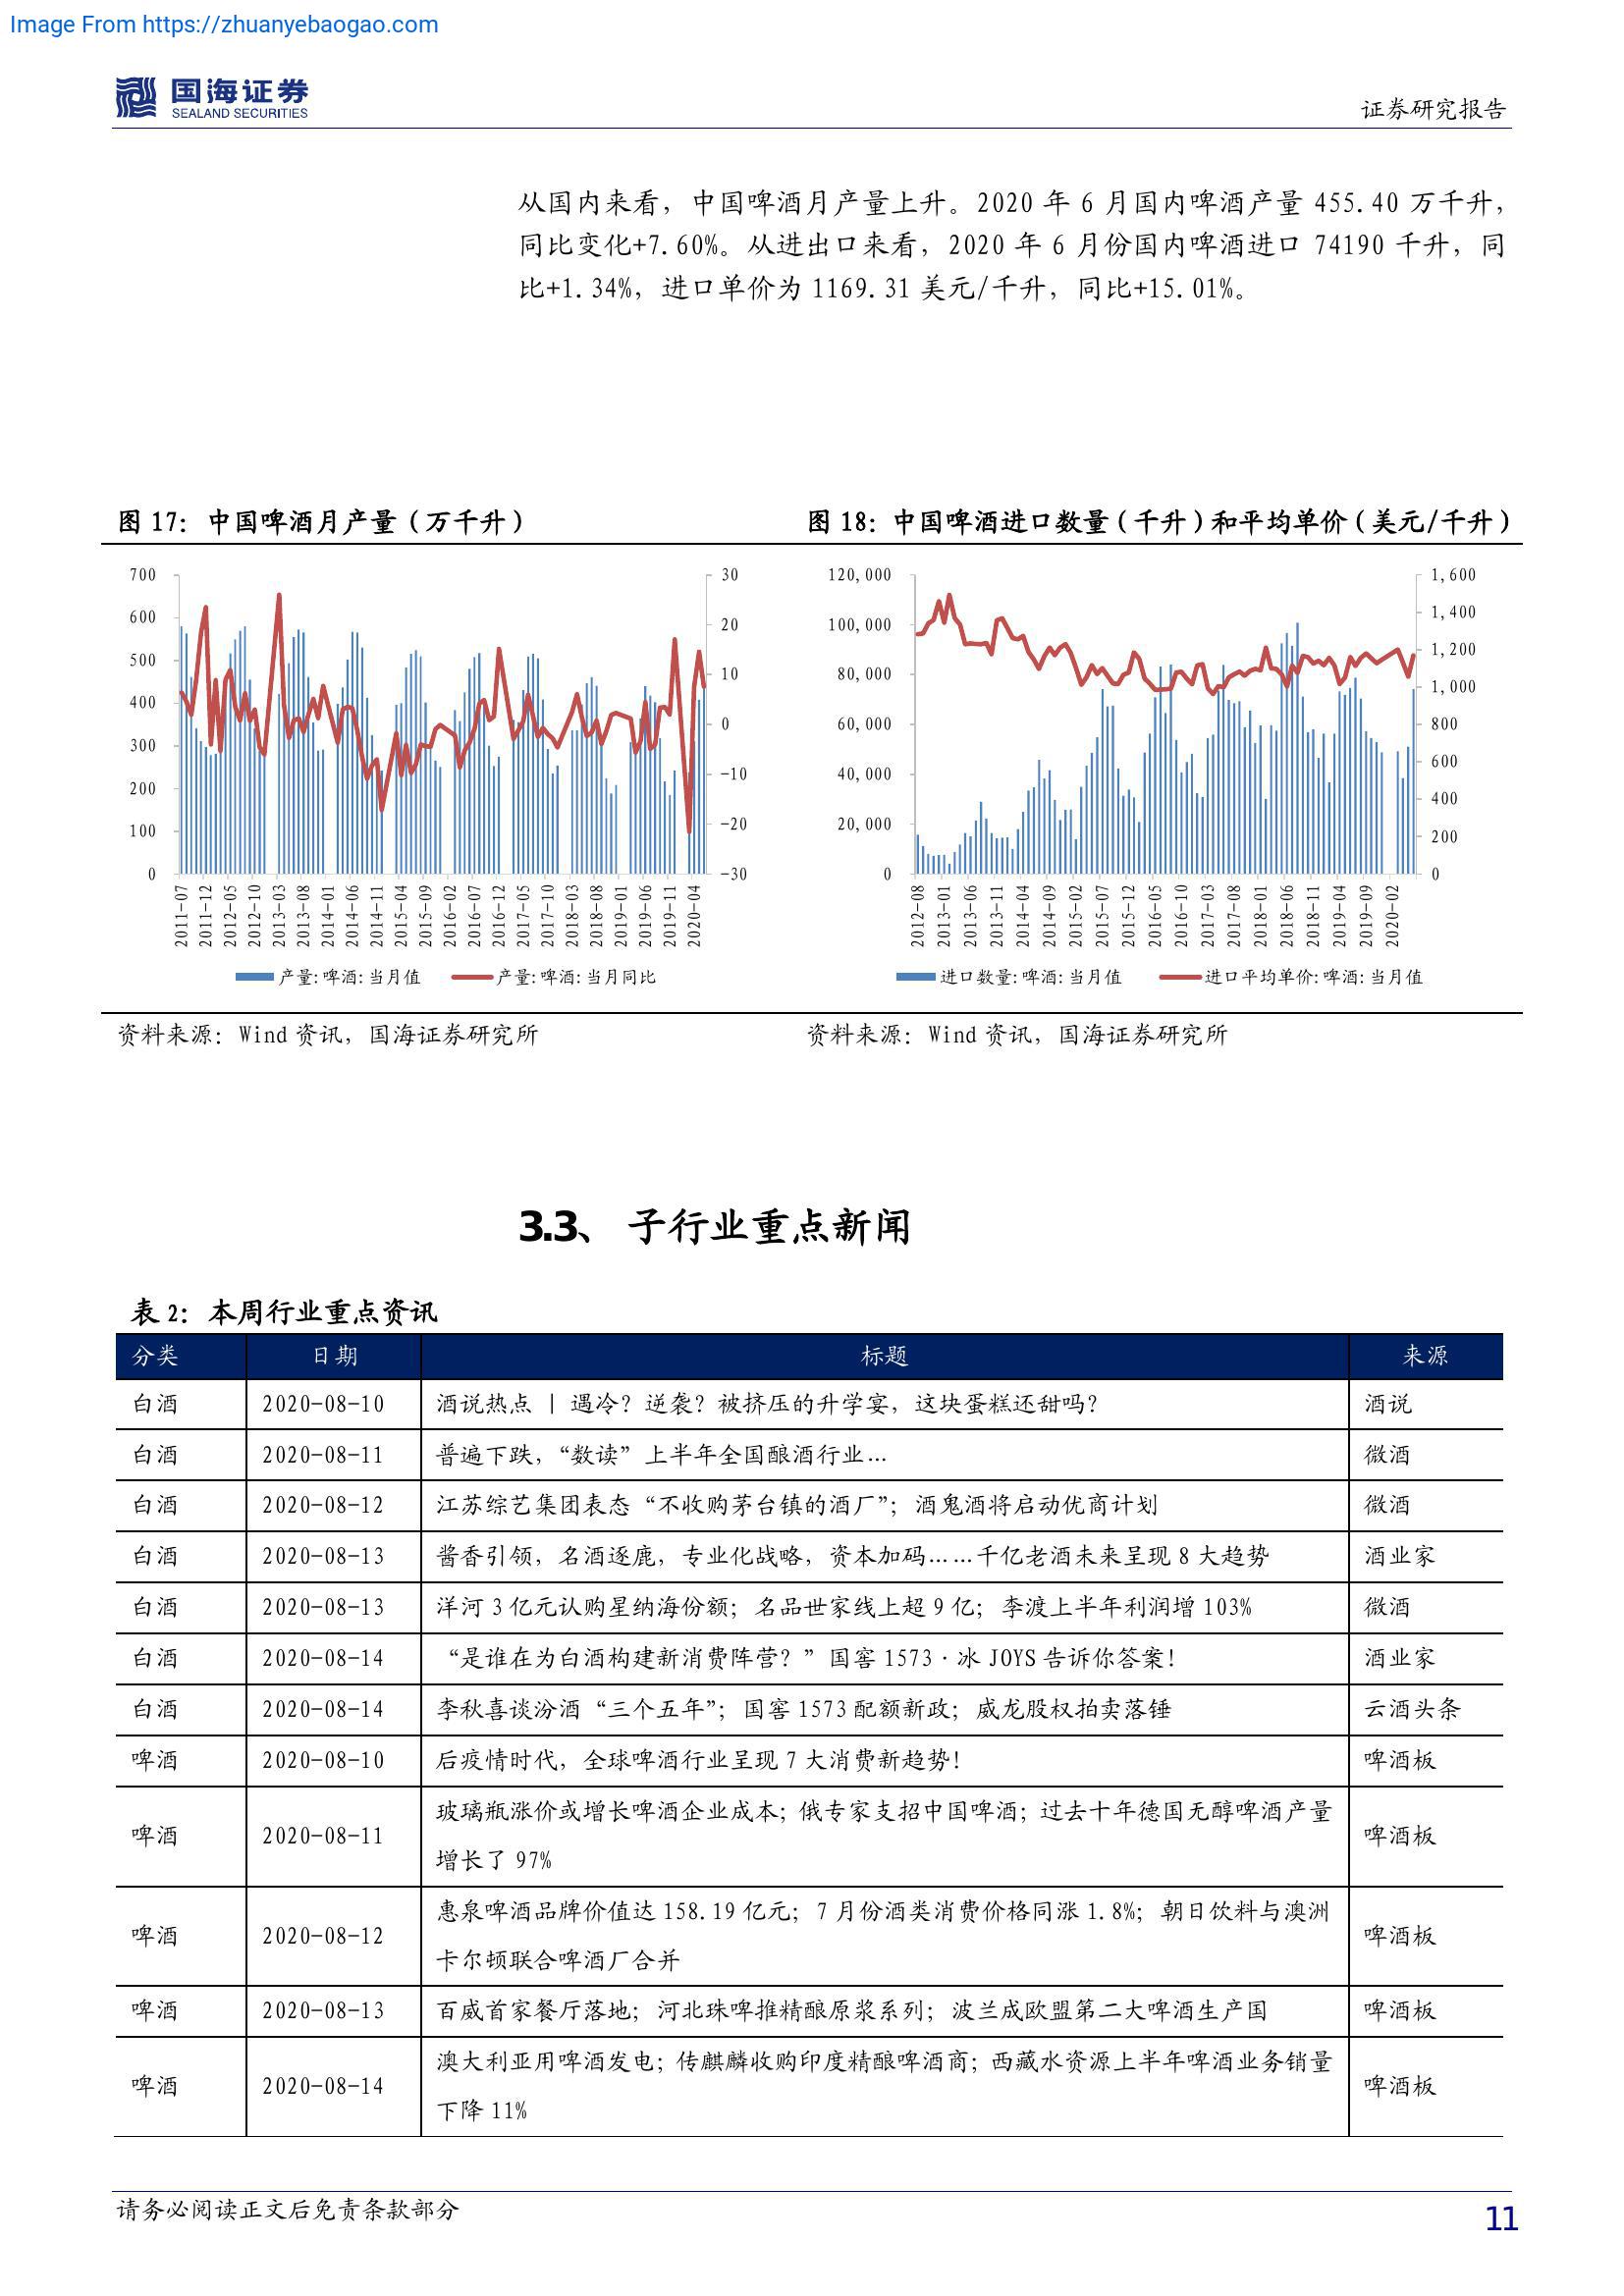 Image From https://zhuanyebaogao.com
国海证券
SEALAND SECURITIES
证券研究报告
从国内来看，中国啤酒月产量上升。2020 年 6 月国内啤酒产量 455.40 万千升，
同比变化+7.60%。从进出口来看，2020 年 6 月份国内啤酒进口 74190 千升，同
比+1.34%，进口单价为 1169.31 美元/千升，同比+15.01%。
图 17：中国啤酒月产量（万千升）
700
600
500
400
300
200
100
0
30
20
10
0
-10
-20
-30
2011-07
2011-12
2012-05
2012-10
2013-03
2013-08
2014-01
2014-06
2014-11
2015-04
2015-09
2016-02
2016-07
2016-12
2017-05
2017-10
2018-03
2018-08
2019-01
2019-06
2019-11
2020-04
产量:啤酒:当月值 产量:啤酒:当月同比
资料来源：Wind 资讯，国海证券研究所
图 18：中国啤酒进口数量（千升）和平均单价（美元/千升）
120,000
100,000
80,000
60,000
40,000
20,000
0
1,600
1,400
1,200
1,000
800
600
400
200
0
2012-08
2013-01
2013-06
2013-11
2014-04
2014-09
2015-02
2015-07
2015-12
2016-05
2016-10
2017-03
2017-08
2018-01
2018-06
2018-11
2019-04
2019-09
2020-02
进口数量:啤酒:当月值 进口平均单价:啤酒:当月值
资料来源：Wind 资讯，国海证券研究所
3.3、 子行业重点新闻
表 2：本周行业重点资讯
分类 日期 标题 来源
白酒 2020-08-10 酒说热点 | 遇冷？逆袭？被挤压的升学宴，这块蛋糕还甜吗？ 酒说
白酒 2020-08-11 普遍下跌，“数读”上半年全国酿酒行业… 微酒
白酒 2020-08-12 江苏综艺集团表态“不收购茅台镇的酒厂”；酒鬼酒将启动优商计划 微酒
白酒 2020-08-13 酱香引领，名酒逐鹿，专业化战略，资本加码……千亿老酒未来呈现 8 大趋势 酒业家
白酒 2020-08-13 洋河 3 亿元认购星纳海份额；名品世家线上超 9 亿；李渡上半年利润增 103% 微酒
白酒 2020-08-14 “是谁在为白酒构建新消费阵营？”国窖 1573·冰 JOYS 告诉你答案！ 酒业家
白酒 2020-08-14 李秋喜谈汾酒“三个五年”；国窖 1573 配额新政；威龙股权拍卖落锤 云酒头条
啤酒 2020-08-10 后疫情时代，全球啤酒行业呈现 7 大消费新趋势！ 啤酒板
啤酒 2020-08-11 玻璃瓶涨价或增长啤酒企业成本；俄专家支招中国啤酒；过去十年德国无醇啤酒产量
增长了 97% 啤酒板
啤酒 2020-08-12 惠泉啤酒品牌价值达 158.19 亿元；7 月份酒类消费价格同涨 1.8%；朝日饮料与澳洲
卡尔顿联合啤酒厂合并 啤酒板
啤酒 2020-08-13 百威首家餐厅落地；河北珠啤推精酿原浆系列；波兰成欧盟第二大啤酒生产国 啤酒板
啤酒 2020-08-14 澳大利亚用啤酒发电；传麒麟收购印度精酿啤酒商；西藏水资源上半年啤酒业务销量
下降 11% 啤酒板
请务必阅读正文后免责条款部分
11